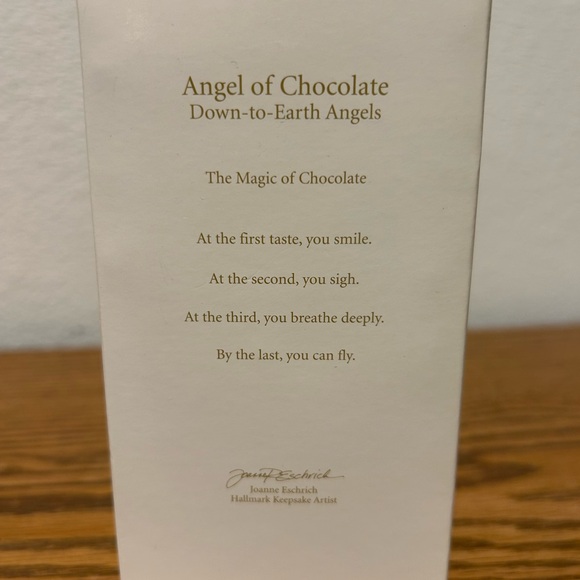 Angel of Chocolate
Down-to-Earth Angels
The Magic of Chocolate
At the first taste, you smile.
At the second, you sigh.
At the third, you breathe deeply.
By the last, you can fly.
Joanne Eschrich
Joanne Eschrich
Hallmark Keepsake Artist